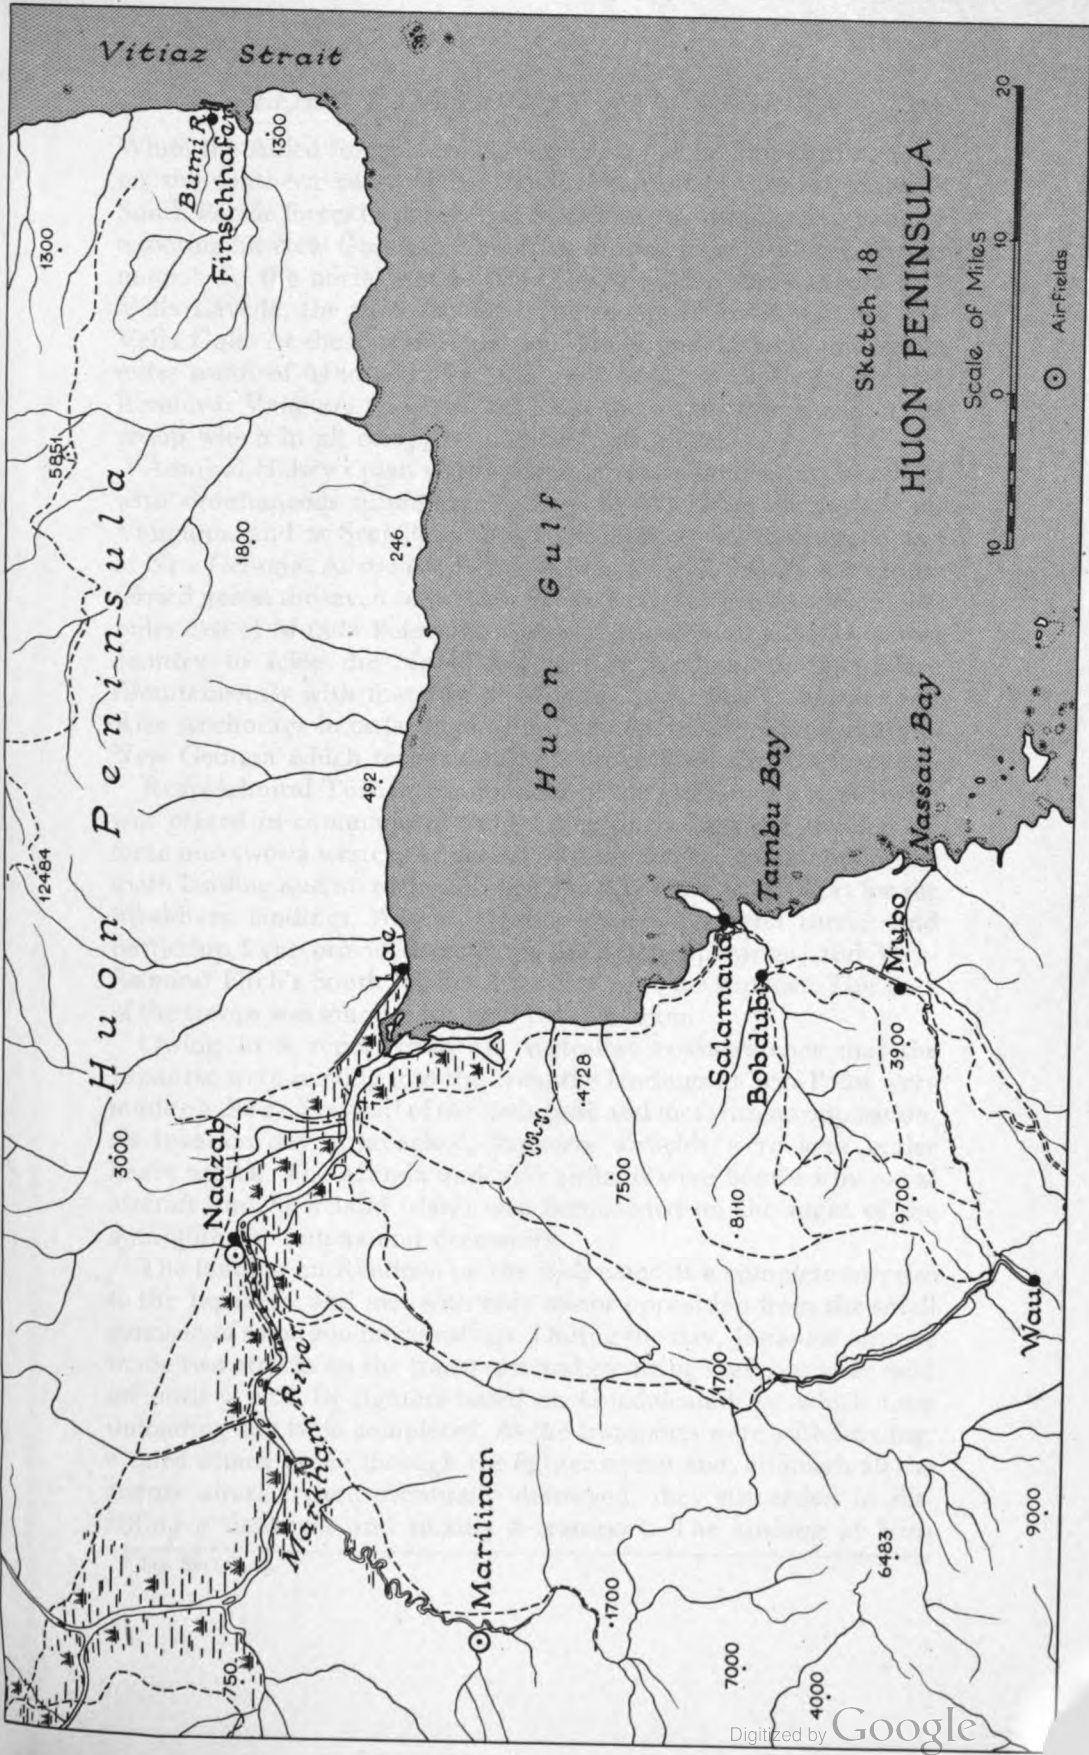 Vitiaz Strait
1300
Bumi R.
Finschhafen
1300
5851
1800
246
Huon Peninsula
12484
492
3000
Lae
Nadzab
Markham River
750
Huon Gulf
Salamaua
Tambu Bay
Bobdubi
Nassau Bay
Mubo
3900
4728
7500
8110
9700
1700
Wau
Marilinan
1700
6483
9000
7000
4000
Sketch 18
HUON PENINSULA
Scale of Miles
10 0 10 20
Airfields
Digitized by Google